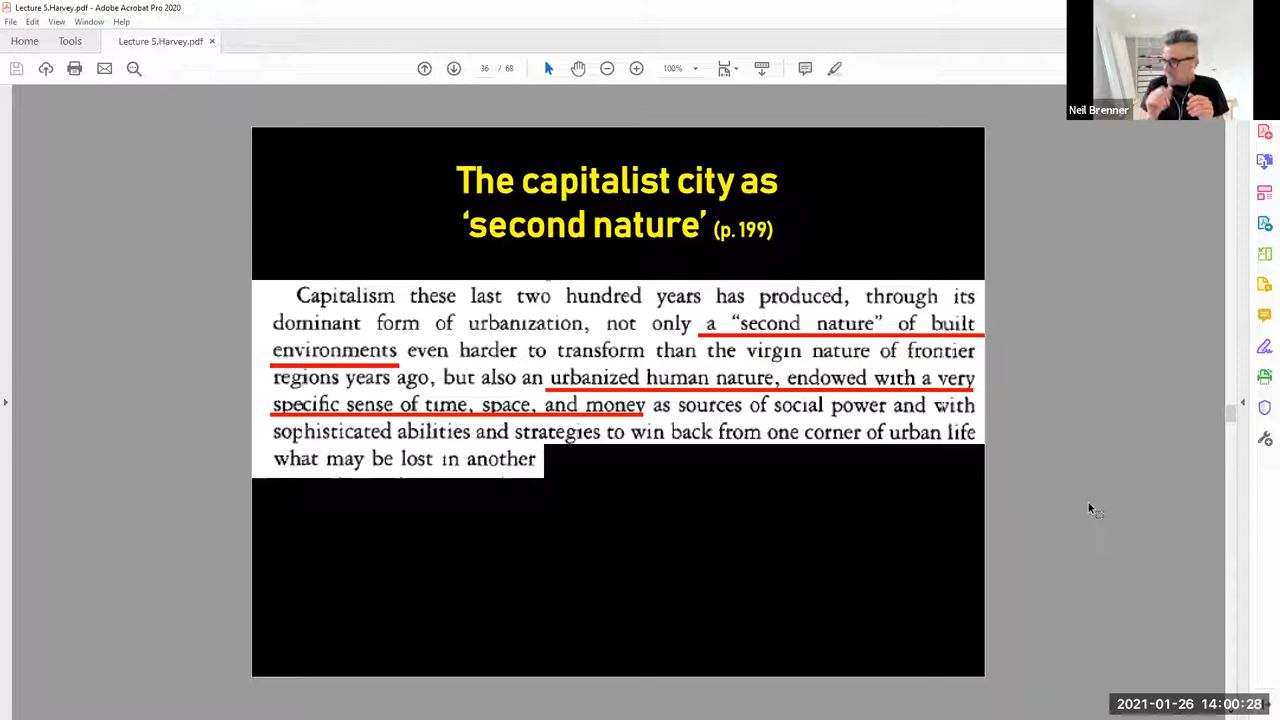 Lecture 5.Harvey.pdf - Adobe Acrobat Pro 2020
File Edit View Window Help
Home Tools Lecture 5.Harvey.pdf ×
36 / 68 100%
Neil Brenner
The capitalist city as
‘second nature’ (p. 199)
Capitalism these last two hundred years has produced, through its
dominant form of urbanization, not only a “second nature” of built
environments even harder to transform than the virgin nature of frontier
regions years ago, but also an urbanized human nature, endowed with a very
specific sense of time, space, and money as sources of social power and with
sophisticated abilities and strategies to win back from one corner of urban life
what may be lost in another
2021-01-26 14:00:28